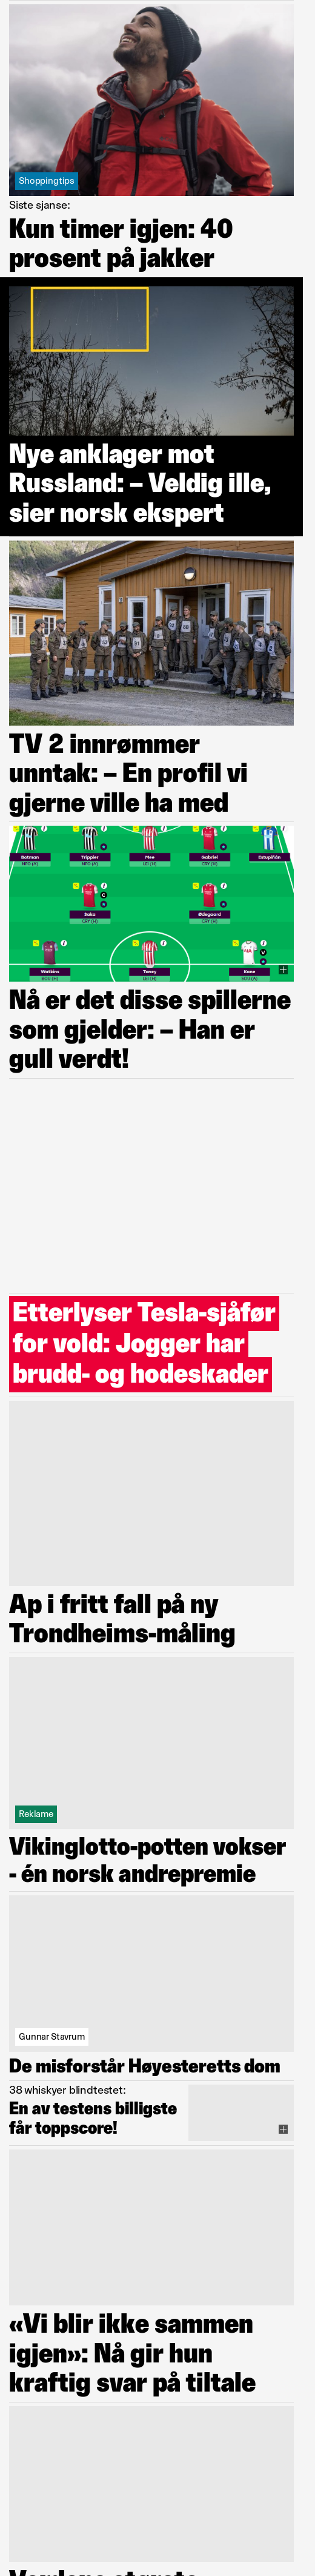 Shoppingtips
Siste sjanse:
Kun timer igjen: 40
prosent på jakker
Nye anklager mot
Russland: – Veldig ille,
sier norsk ekspert
TV 2 innrømmer
unntak: – En profil vi
gjerne ville ha med
Botman Trippier Mee Gabriel Estupiñán
Saka Ødegaard
Watkins Toney Kane
Nå er det disse spillerne
som gjelder: – Han er
gull verdt!
Etterlyser Tesla-sjåfør
for vold: Jogger har
brudd- og hodeskader
Ap i fritt fall på ny
Trondheims-måling
Reklame
Vikinglotto-potten vokser
- én norsk andrepremie
Gunnar Stavrum
De misforstår Høyesteretts dom
38 whiskyer blindtestet:
En av testens billigste
får toppscore!
«Vi blir ikke sammen
igjen»: Nå gir hun
kraftig svar på tiltale